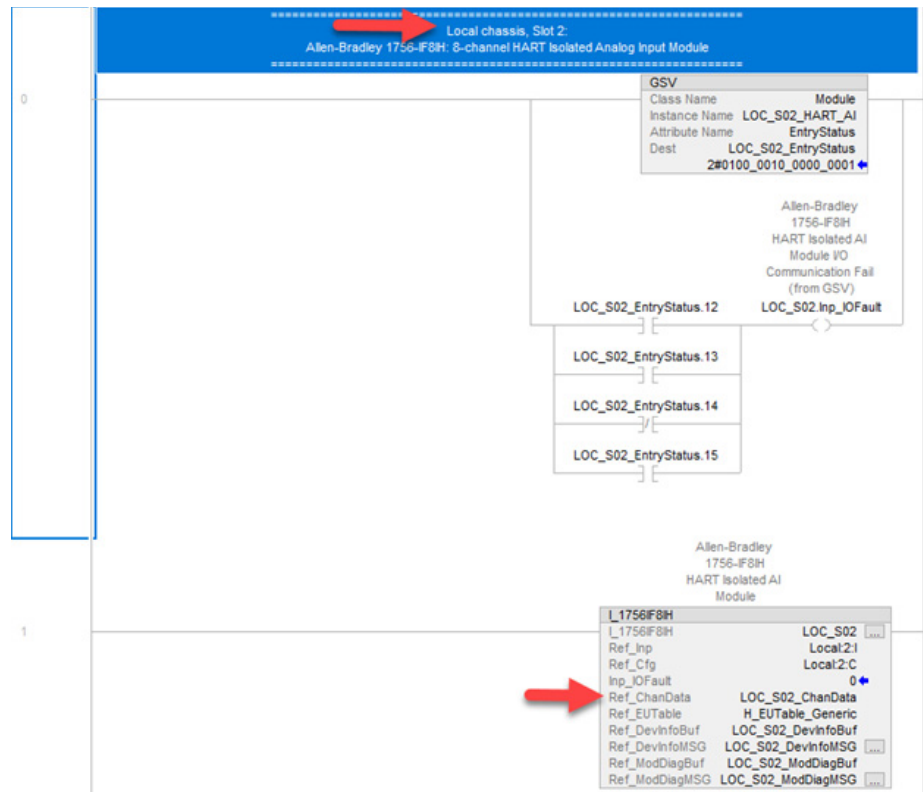 ==================================================================
Local chassis, Slot 2:
Allen-Bradley 1756-IF8IH: 8-channel HART Isolated Analog Input Module
==================================================================
0
GSV
Class Name Module
Instance Name LOC_S02_HART_AI
Attribute Name EntryStatus
Dest LOC_S02_EntryStatus
2#0100_0010_0000_0001
Allen-Bradley
1756-IF8IH
HART Isolated AI
Module I/O
Communication Fail
(from GSV)
LOC_S02_EntryStatus.12 LOC_S02.Inp_IOFault
LOC_S02_EntryStatus.13
LOC_S02_EntryStatus.14
LOC_S02_EntryStatus.15
Allen-Bradley
1756-IF8IH
HART Isolated AI
Module
1
I_1756IF8IH
I_1756IF8IH LOC_S02 ...
Ref_Inp Local:2:I
Ref_Cfg Local:2:C
Inp_IOFault 0
Ref_ChanData LOC_S02_ChanData
Ref_EUTable H_EUTable_Generic
Ref_DevInfoBuf LOC_S02_DevInfoBuf
Ref_DevInfoMSG LOC_S02_DevInfoMSG ...
Ref_ModDiagBuf LOC_S02_ModDiagBuf
Ref_ModDiagMSG LOC_S02_ModDiagMSG ...